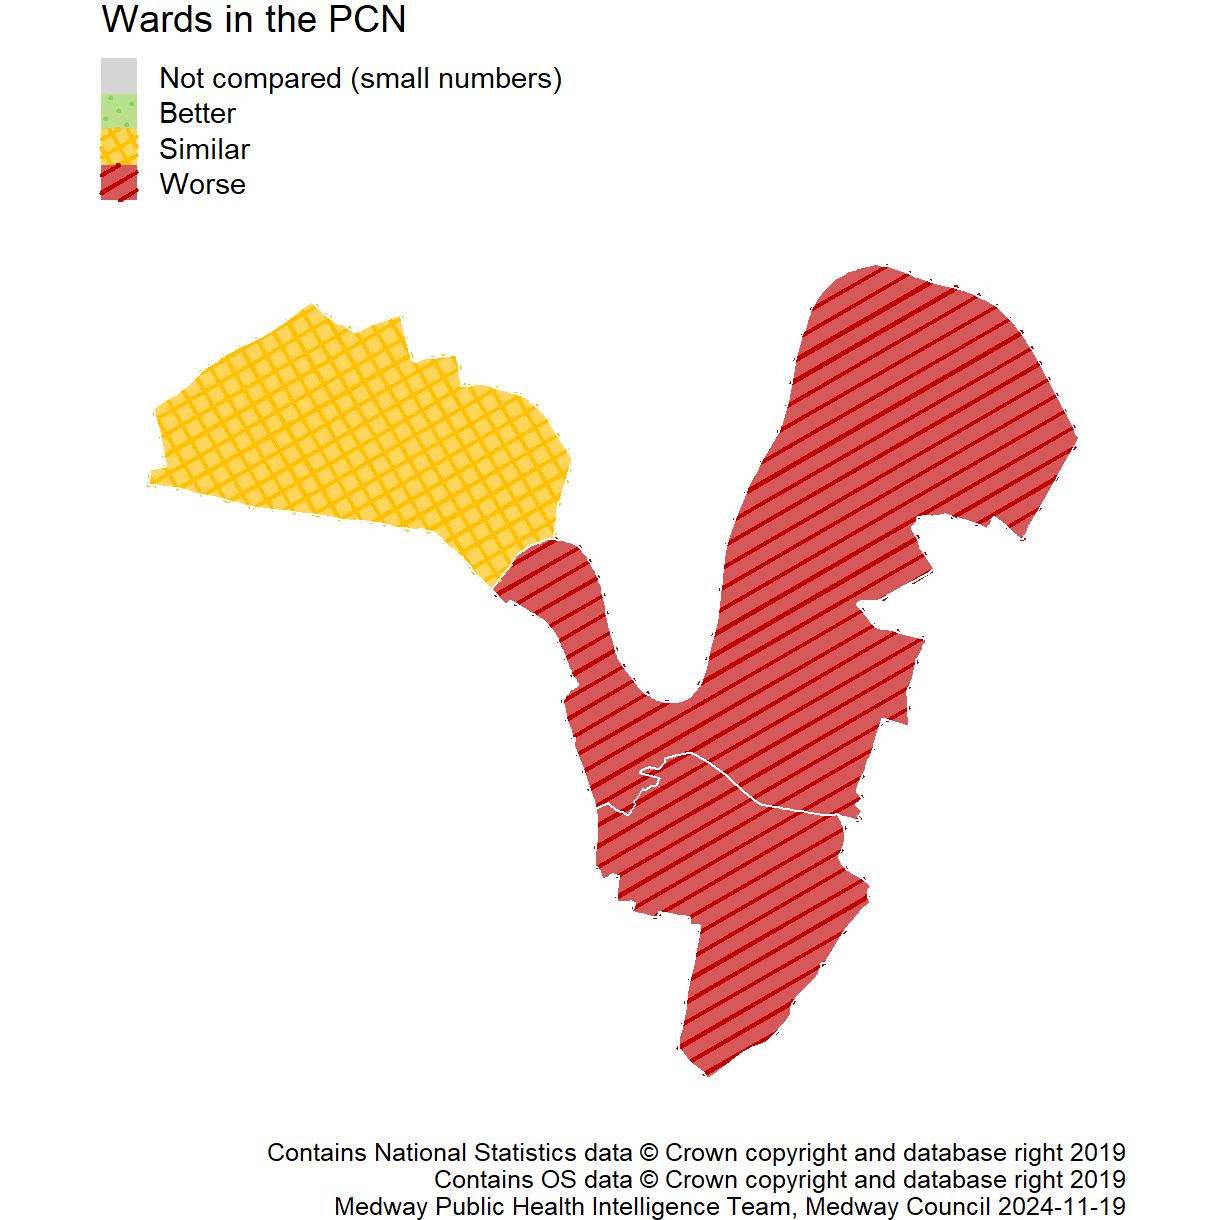 Wards in the PCN
Not compared (small numbers)
Better
Similar
Worse
Contains National Statistics data © Crown copyright and database right 2019
Contains OS data © Crown copyright and database right 2019
Medway Public Health Intelligence Team, Medway Council 2024-11-19